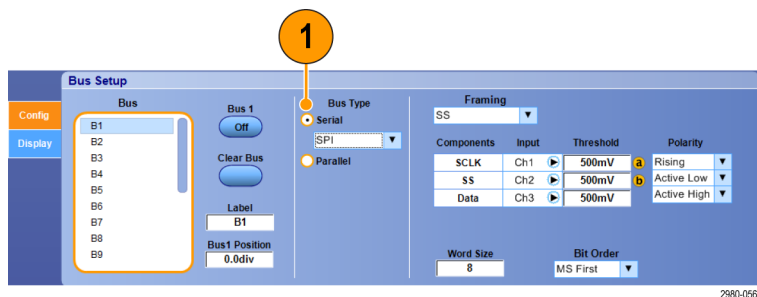 1
Bus Setup
Config
Display
Bus
B1
B2
B3
B4
B5
B6
B7
B8
B9
Bus 1
Off
Clear Bus
Label
B1
Bus1 Position
0.0div
Bus Type
Serial
SPI
Parallel
Framing
SS
Components Input Threshold Polarity
SCLK Ch1 500mV a Rising
SS Ch2 500mV b Active Low
Data Ch3 500mV Active High
Word Size Bit Order
8 MS First
2980-056